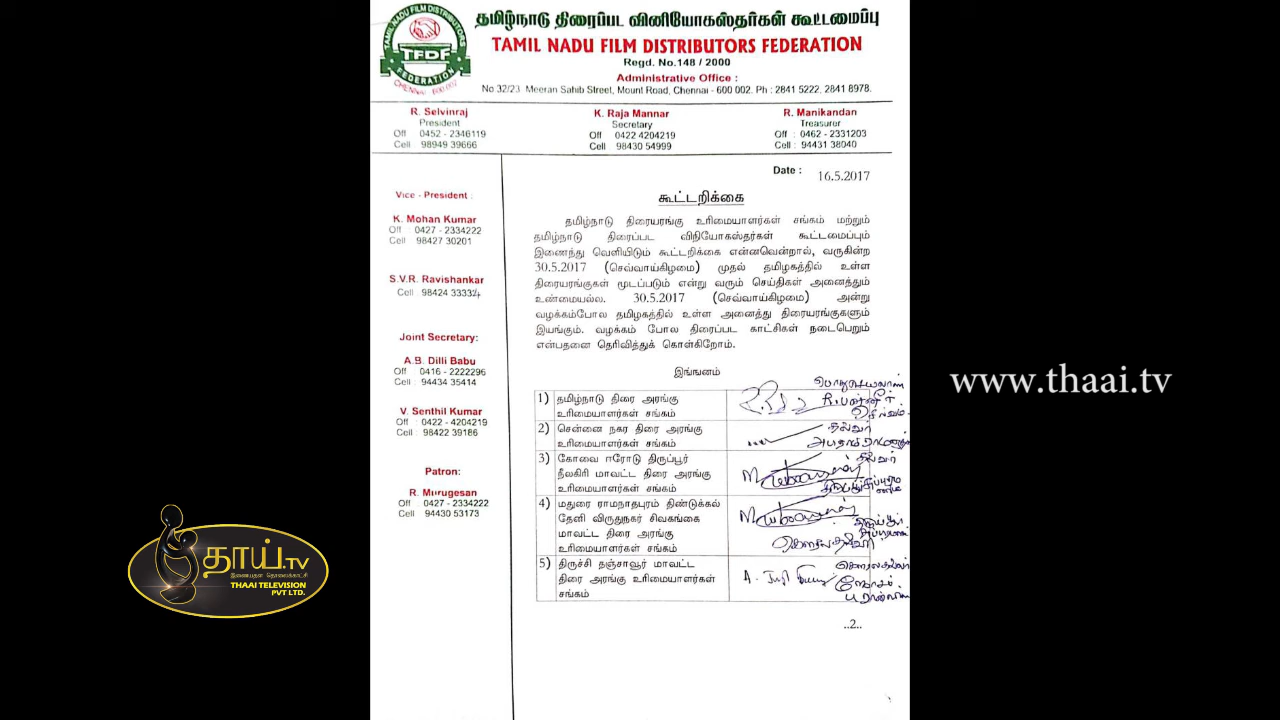 தமிழ்நாடு திரைப்பட வினியோகஸ்தர்கள் கூட்டமைப்பு
TAMIL NADU FILM DISTRIBUTORS FEDERATION
Regd. No.148 / 2000
Administrative Office :
No 32/23 Meeran Sahib Street, Mount Road, Chennai - 600 002. Ph : 2841 5222, 2841 8978.
TAMIL NADU FILM DISTRIBUTORS
TFDF
FEDERATION
CHENNAI 600 002
R. Selvinraj
President
Off 0452 - 2346119
Cell 98949 39666
K. Raja Mannar
Secretary
Off 0422 4204219
Cell 98430 54999
R. Manikandan
Treasurer
Off : 0462 - 2331203
Cell : 94431 38040
Date : 16.5.2017
Vice - President :
K. Mohan Kumar
Off 0427 - 2334222
Cell 98427 30201
S.V.R. Ravishankar
Cell : 98424 33334
Joint Secretary:
A.B. Dilli Babu
Off : 0416 - 2222296
Cell : 94434 35414
V. Senthil Kumar
Off : 0422 - 4204219
Cell : 98422 39186
Patron:
R. Murugesan
Off : 0427 - 2334222
Cell : 94430 53173
கூட்டறிக்கை
தமிழ்நாடு திரையரங்கு உரிமையாளர்கள் சங்கம் மற்றும்
தமிழ்நாடு திரைப்பட விநியோகஸ்தர்கள் கூட்டமைப்பும்
இணைந்து வெளியிடும் கூட்டறிக்கை என்னவென்றால், வருகின்ற
30.5.2017 (செவ்வாய்கிழமை) முதல் தமிழகத்தில் உள்ள
திரையரங்குகள் மூடப்படும் என்று வரும் செய்திகள் அனைத்தும்
உண்மையல்ல. 30.5.2017 (செவ்வாய்கிழமை) அன்று
வழக்கம்போல தமிழகத்தில் உள்ள அனைத்து திரையரங்குகளும்
இயங்கும். வழக்கம் போல திரைப்பட காட்சிகள் நடைபெறும்
என்பதனை தெரிவித்துக் கொள்கிறோம்.
இங்ஙனம்
1) தமிழ்நாடு திரை அரங்கு
உரிமையாளர்கள் சங்கம்
2) சென்னை நகர திரை அரங்கு
உரிமையாளர்கள் சங்கம்
3) கோவை ஈரோடு திருப்பூர்
நீலகிரி மாவட்ட திரை அரங்கு
உரிமையாளர்கள் சங்கம்
4) மதுரை ராமநாதபுரம் திண்டுக்கல்
தேனி விருதுநகர் சிவகங்கை
மாவட்ட திரை அரங்கு
உரிமையாளர்கள் சங்கம்
5) திருச்சி தஞ்சாவூர் மாவட்ட
திரை அரங்கு உரிமையாளர்கள்
சங்கம்
..2..
தாய்.TV
இணையதள தொலைக்காட்சி
THAAI TELEVISION
PVT LTD.
www.thaai.tv